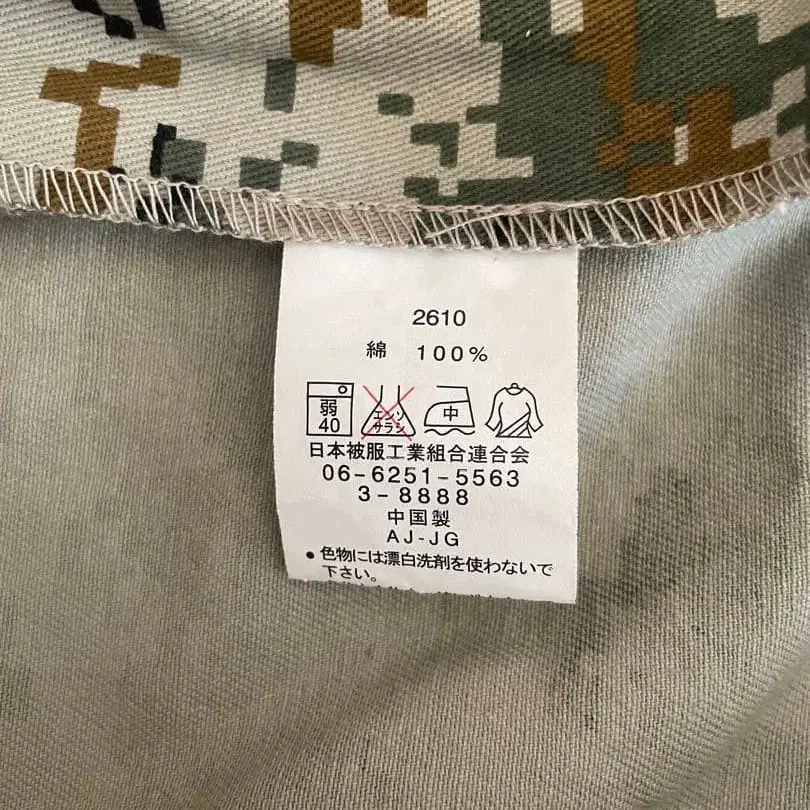 2610
綿 100%
弱
40
エンソ
サラシ
中
日本被服工業組合連合会
06-6251-5563
3-8888
中国製
AJ-JG
●色物には漂白洗剤を使わないで
下さい。